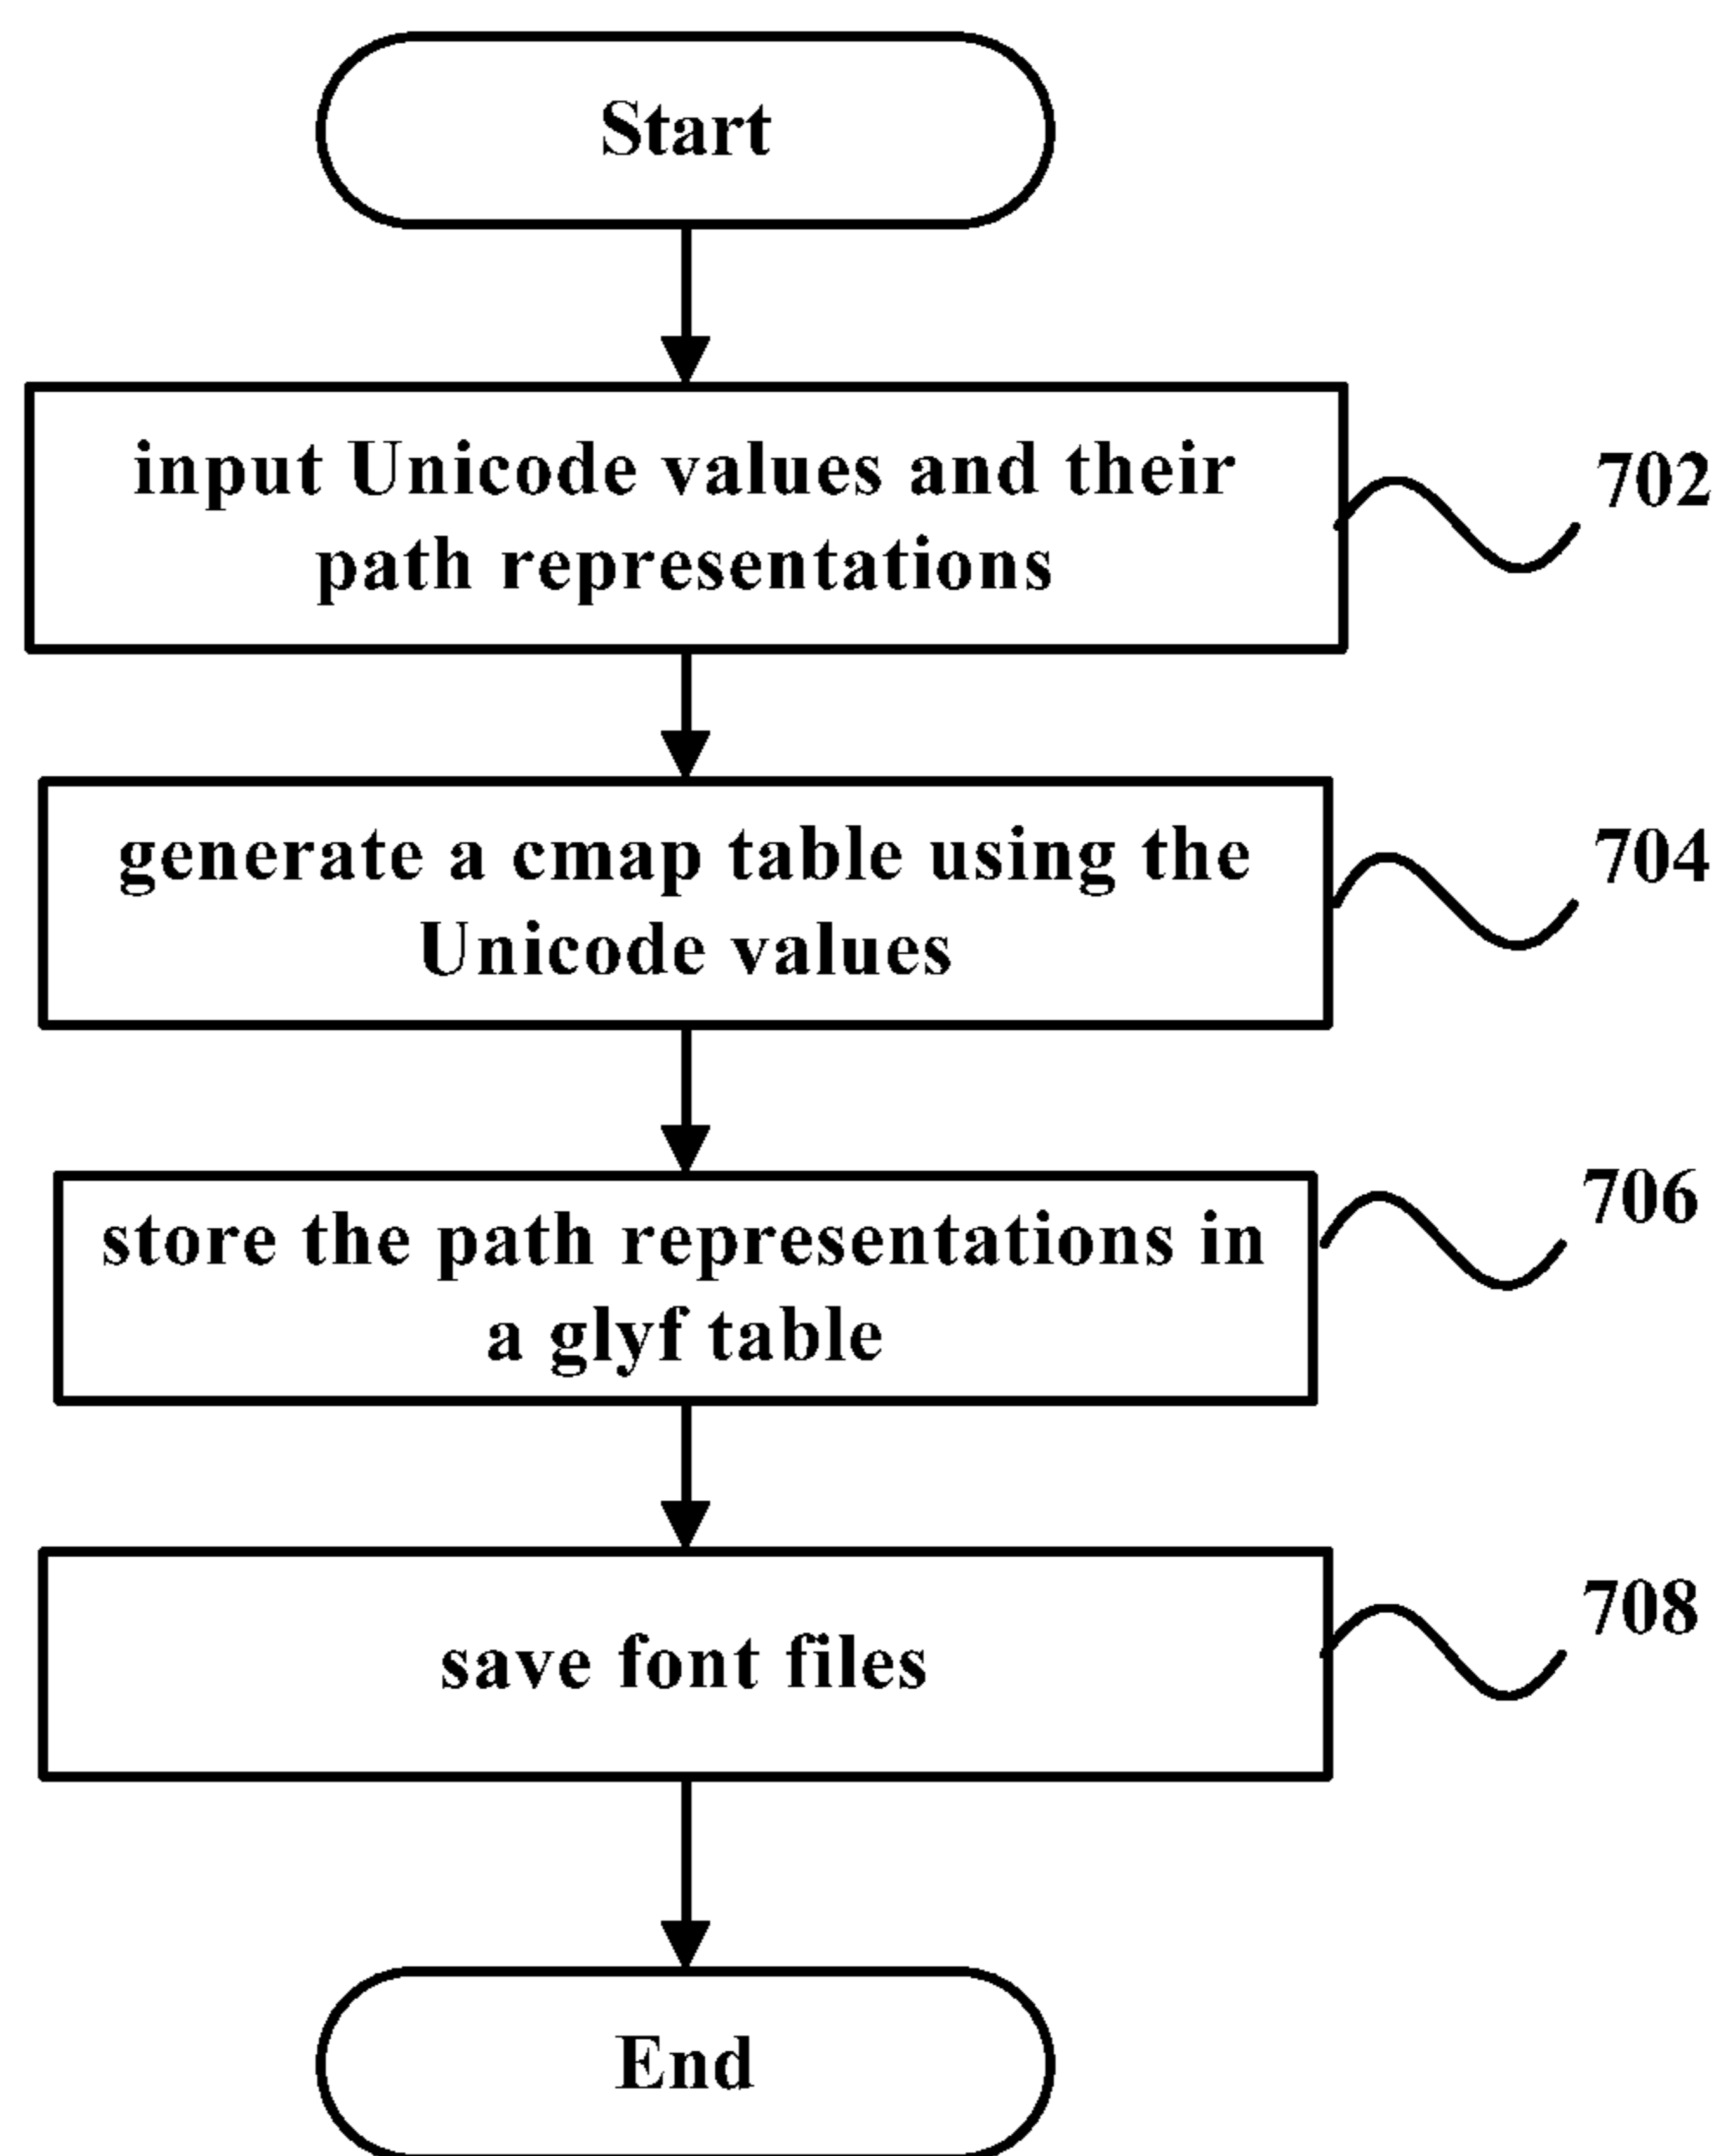 Start
input Unicode values and their
path representations
702
generate a cmap table using the
Unicode values
704
store the path representations in
a glyf table
706
save font files
708
End